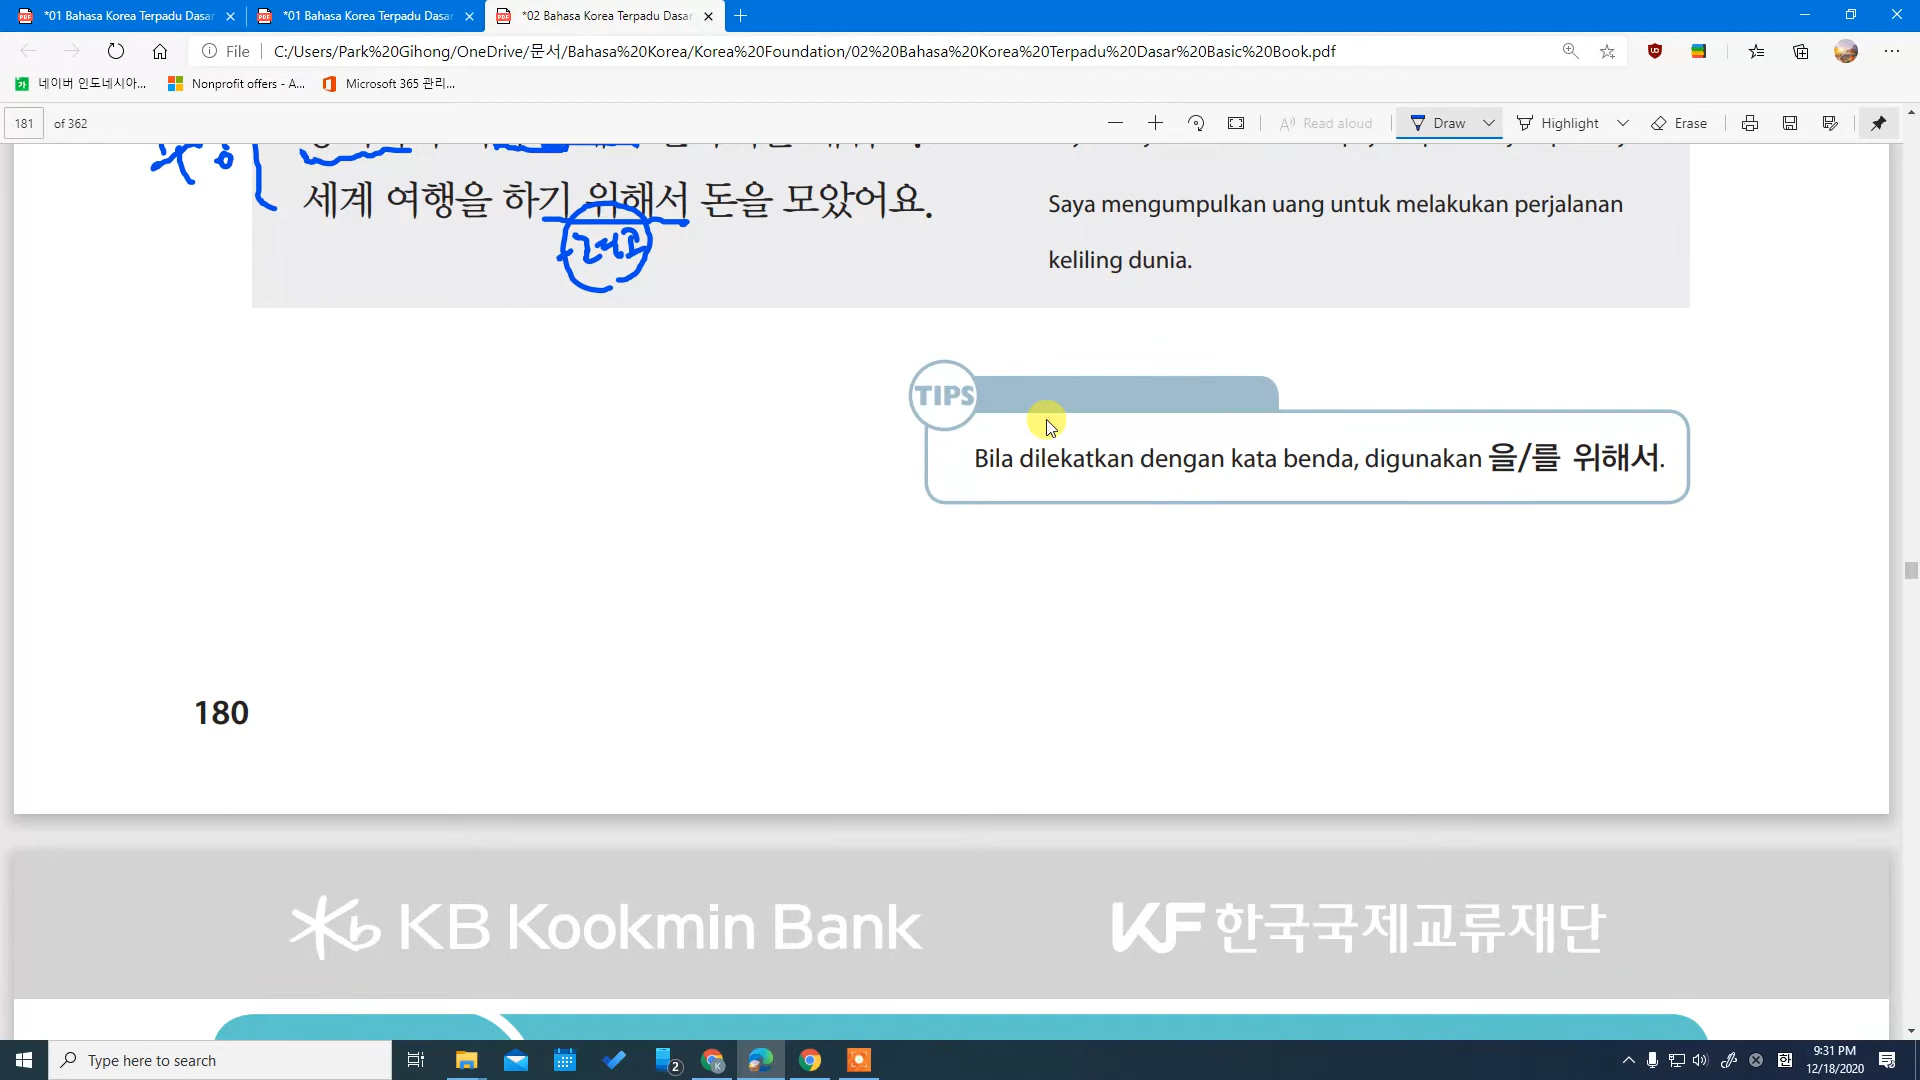 *01 Bahasa Korea Terpadu Dasar
*01 Bahasa Korea Terpadu Dasar
*02 Bahasa Korea Terpadu Dasar
File
C:/Users/Park%20Gihong/OneDrive/문서/Bahasa%20Korea/Korea%20Foundation/02%20Bahasa%20Korea%20Terpadu%20Dasar%20Basic%20Book.pdf
네이버 인도네시아...
Nonprofit offers - A...
Microsoft 365 관리...
181 of 362
Read aloud
Draw
Highlight
Erase
세계 여행을 하기 위해서 돈을 모았어요.
Saya mengumpulkan uang untuk melakukan perjalanan
keliling dunia.
TIPS
Bila dilekatkan dengan kata benda, digunakan 을/를 위해서.
180
KB Kookmin Bank
KF 한국국제교류재단
Type here to search
2
9:31 PM
12/18/2020